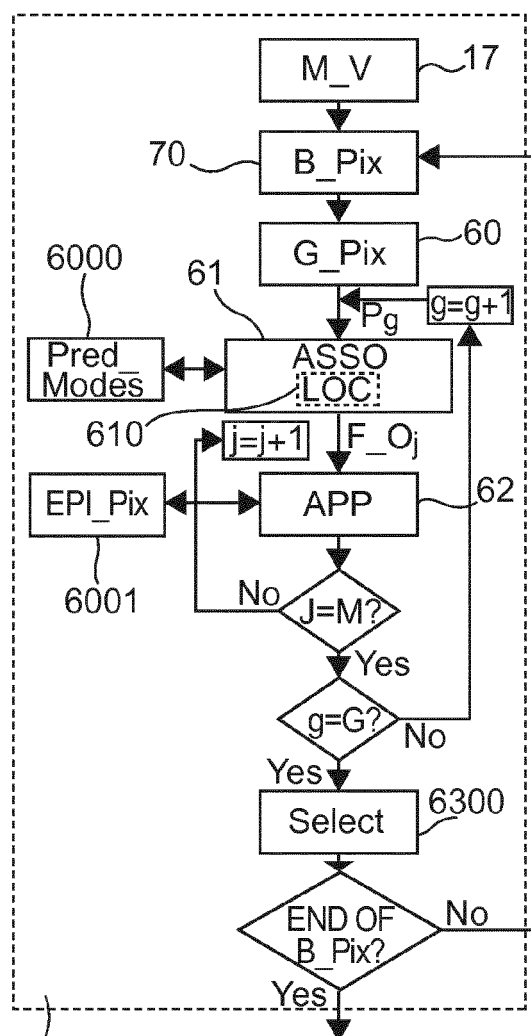 M_V
17
70
B_Pix
G_Pix
60
6000
61
Pg
g=g+1
Pred_
Modes
ASSO
LOC
610
j=j+1
F_Oj
EPI_Pix
APP
62
6001
No
J=M?
Yes
g=G?
No
Yes
Select
6300
END OF
B_Pix?
No
Yes